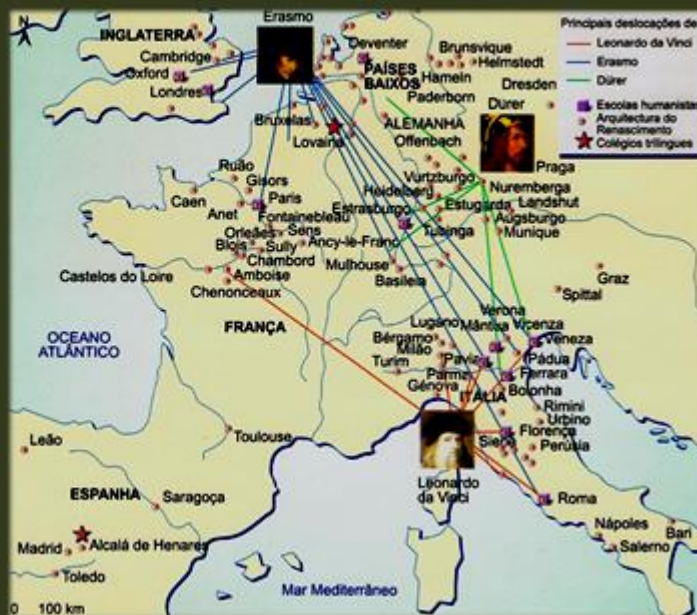 N
Erasmo
INGLATERRA
Cambridge
Oxford
Londres
Deventer
PAÍSES
BAIXOS
Brunsvique
Helmstedt
Hameln
Paderborn
Dresden
Dürer
Principais deslocações de
Leonardo da Vinci
Erasmo
Dürer
Escolas humanistas
Arquitectura do
Renascimento
Colégios trilingues
Bruxelas
Lovaina
ALEMANHA
Offenbach
Praga
Ruão
Gisors
Caen
Paris
Anet
Fontainebleau
Orleães
Sens
Blois
Sully
Ancy-le-Franc
Chambord
Castelos do Loire
Amboise
Chenonceaux
Vurtzburgo
Heidelberg
Nuremberga
Estrasburgo
Estugarda
Landshut
Augsburgo
Tubinga
Munique
Mulhouse
Basileia
Graz
Spittal
OCEANO
ATLÂNTICO
FRANÇA
Lugano
Verona
Mântua
Vicenza
Bérgamo
Veneza
Milão
Pavia
Pádua
Turim
Parma
Ferrara
Génova
Bolonha
ITÁLIA
Rimini
Urbino
Florença
Siena
Perúsia
Leão
Toulouse
Leonardo
da Vinci
ESPANHA
Saragoça
Roma
Nápoles
Bari
Salerno
Madrid
Alcalá de Henares
Toledo
Mar Mediterrâneo
0 100 km